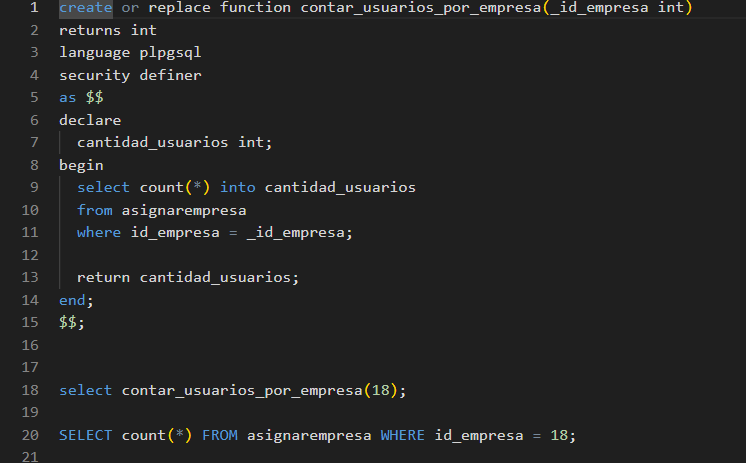 1 create or replace function contar_usuarios_por_empresa(_id_empresa int)
2 returns int
3 language plpgsql
4 security definer
5 as $$
6 declare
7 cantidad_usuarios int;
8 begin
9 select count(*) into cantidad_usuarios
10 from asignarempresa
11 where id_empresa = _id_empresa;
12
13 return cantidad_usuarios;
14 end;
15 $$;
16
17
18 select contar_usuarios_por_empresa(18);
19
20 SELECT count(*) FROM asignarempresa WHERE id_empresa = 18;
21